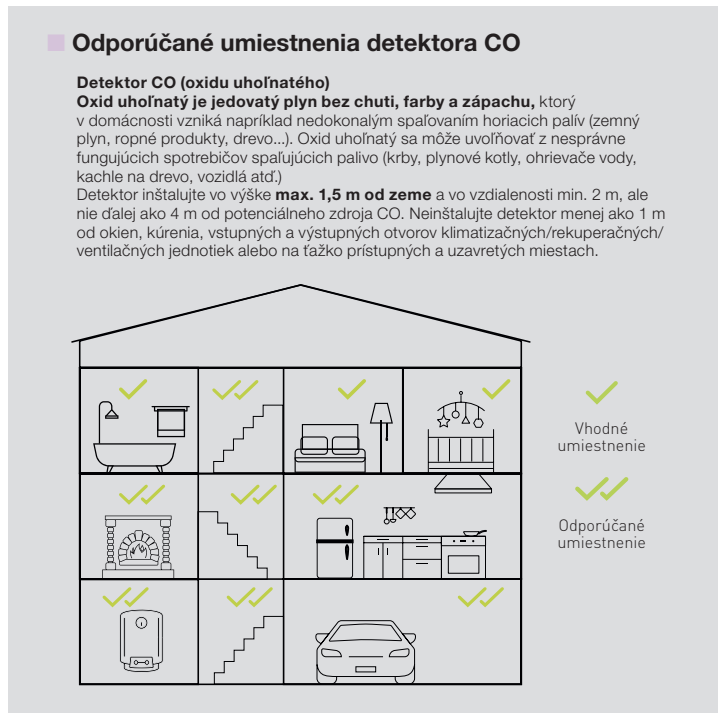 Odporúčané umiestnenia detektora CO
Detektor CO (oxidu uhoľnatého)
Oxid uhoľnatý je jedovatý plyn bez chuti, farby a zápachu, ktorý
v domácnosti vzniká napríklad nedokonalým spaľovaním horiacich palív (zemný
plyn, ropné produkty, drevo...). Oxid uhoľnatý sa môže uvoľňovať z nesprávne
fungujúcich spotrebičov spaľujúcich palivo (krby, plynové kotly, ohrievače vody,
kachle na drevo, vozidlá atď.)
Detektor inštalujte vo výške max. 1,5 m od zeme a vo vzdialenosti min. 2 m, ale
nie ďalej ako 4 m od potenciálneho zdroja CO. Neinštalujte detektor menej ako 1 m
od okien, kúrenia, vstupných a výstupných otvorov klimatizačných/rekuperačných/
ventilačných jednotiek alebo na ťažko prístupných a uzavretých miestach.
Vhodné
umiestnenie
Odporúčané
umiestnenie